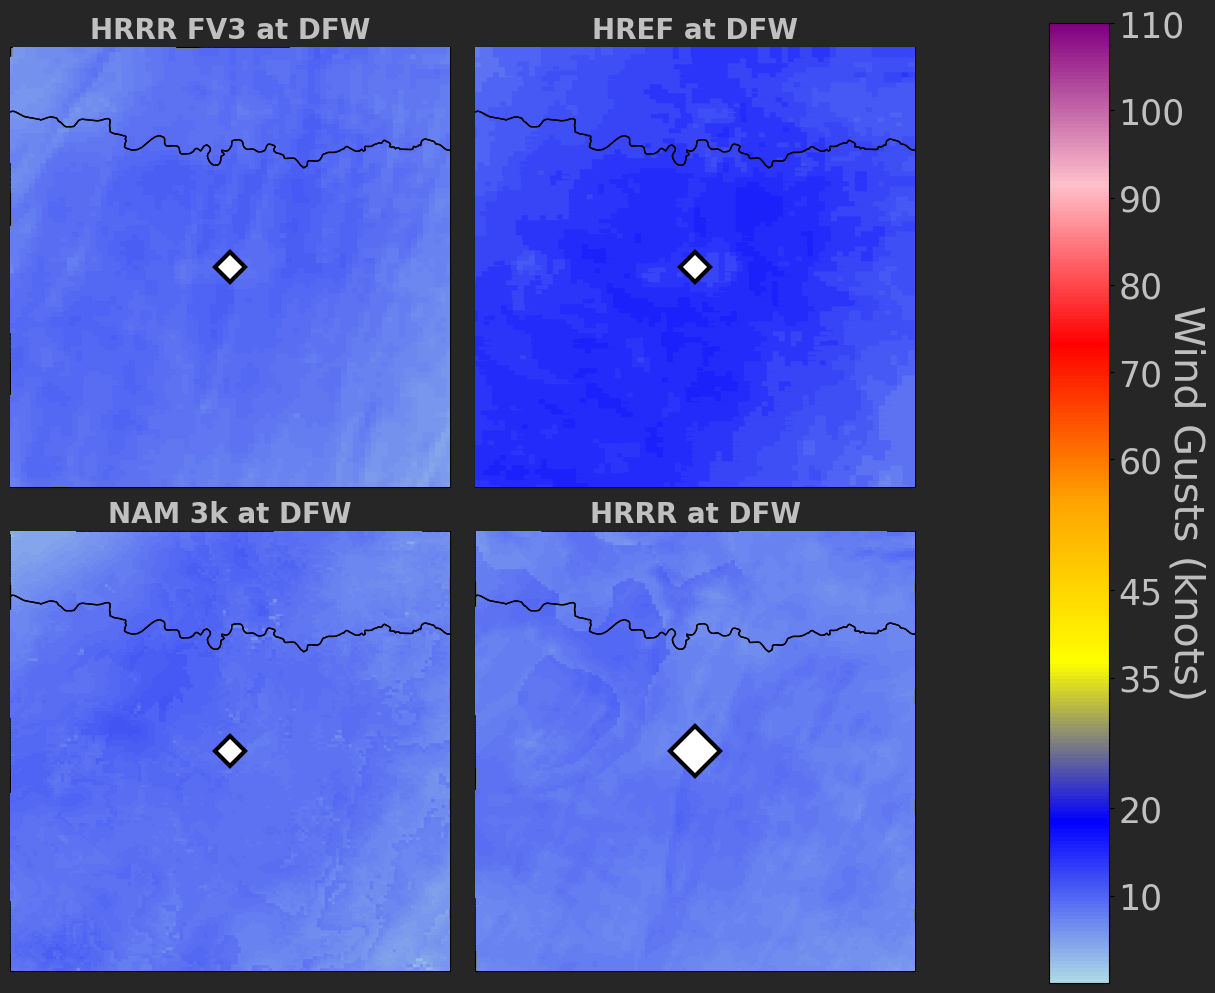 HRRR FV3 at DFW
HREF at DFW
NAM 3k at DFW
HRRR at DFW
110
100
90
80
70
60
45
35
20
10
Wind Gusts (knots)